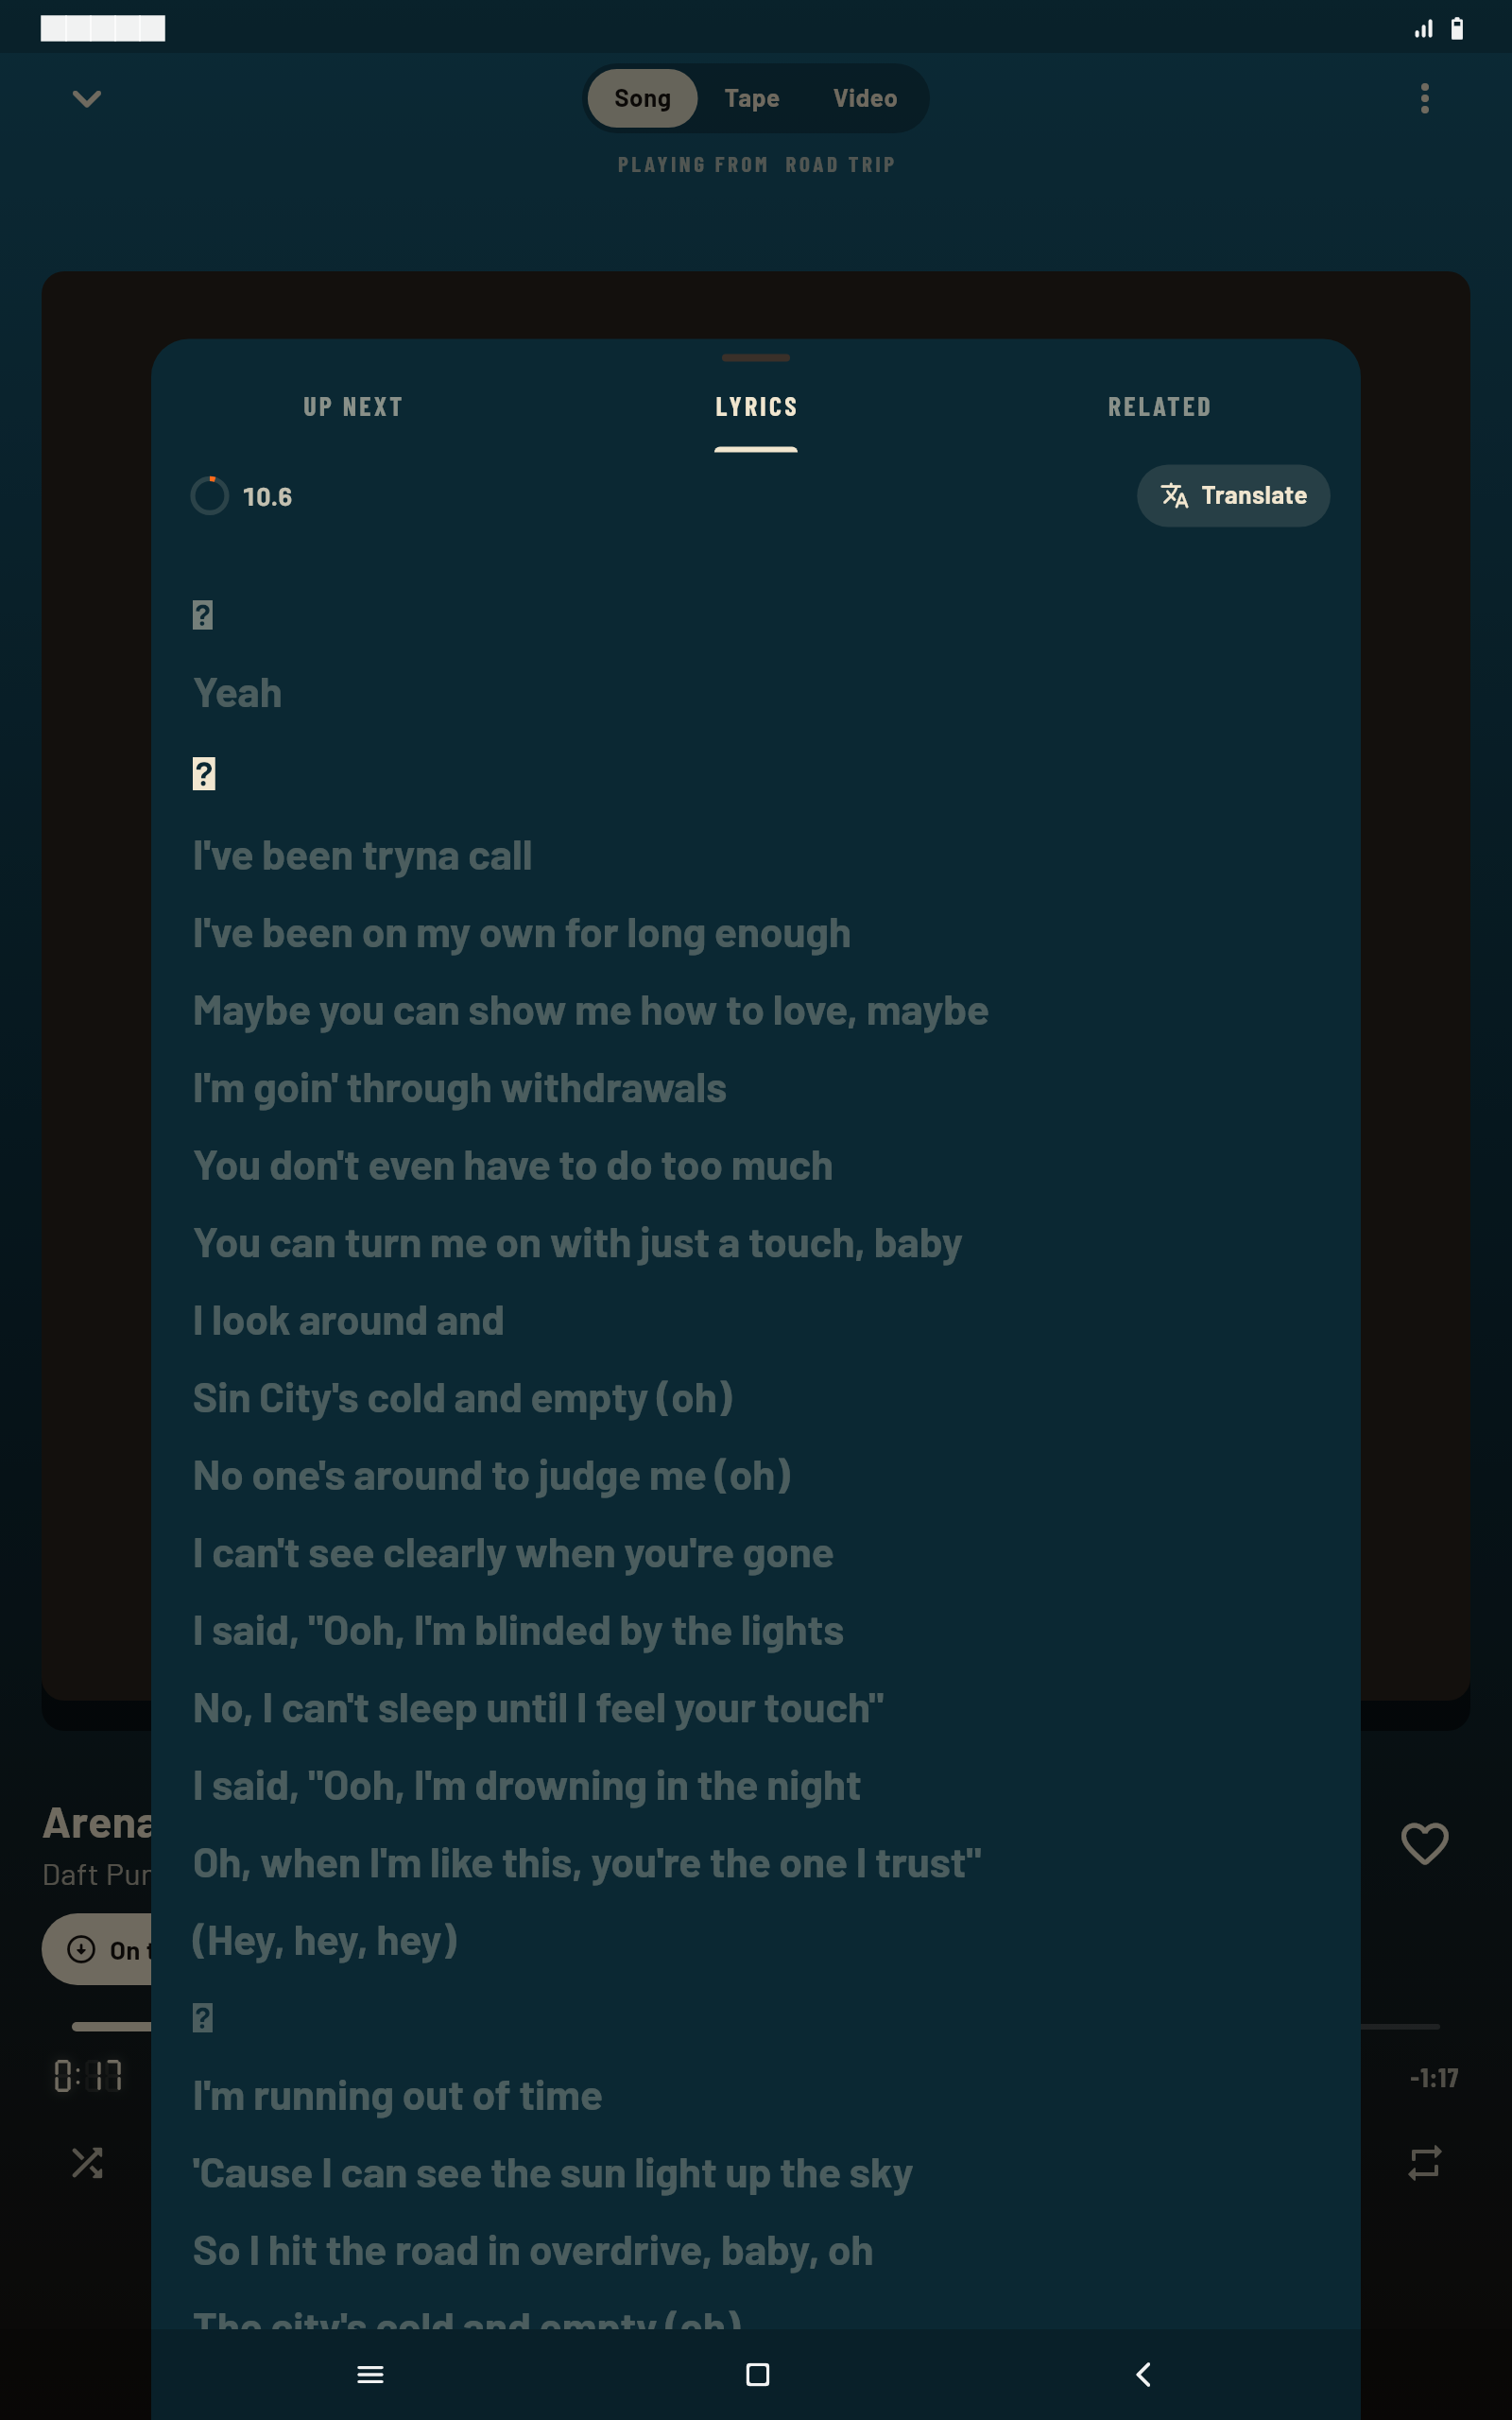 Song Tape Video
PLAYING FROM ROAD TRIP
UP NEXT LYRICS RELATED
10.6 Translate
Yeah
I've been tryna call
I've been on my own for long enough
Maybe you can show me how to love, maybe
I'm goin' through withdrawals
You don't even have to do too much
You can turn me on with just a touch, baby
I look around and
Sin City's cold and empty (oh)
No one's around to judge me (oh)
I can't see clearly when you're gone
I said, "Ooh, I'm blinded by the lights
No, I can't sleep until I feel your touch"
I said, "Ooh, I'm drowning in the night
Oh, when I'm like this, you're the one I trust"
(Hey, hey, hey)
I'm running out of time
'Cause I can see the sun light up the sky
So I hit the road in overdrive, baby, oh
The city's cold and empty (oh)
Arena
Daft Pun
On t
0:17 -1:17